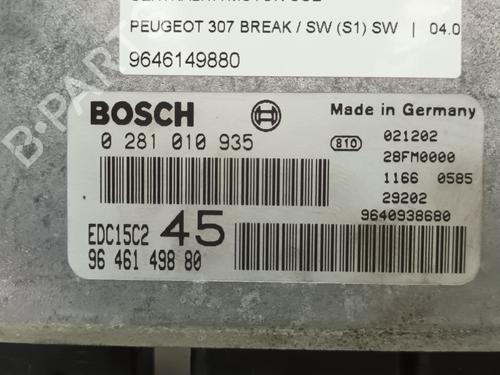 PEUGEOT 307 BREAK / SW (S1) SW | 04.0
9646149880
BOSCH
Made in Germany
0 281 010 935
810
021202
28FM0000
1166 0585
29202
9640938680
EDC15C2 45
96 461 498 80